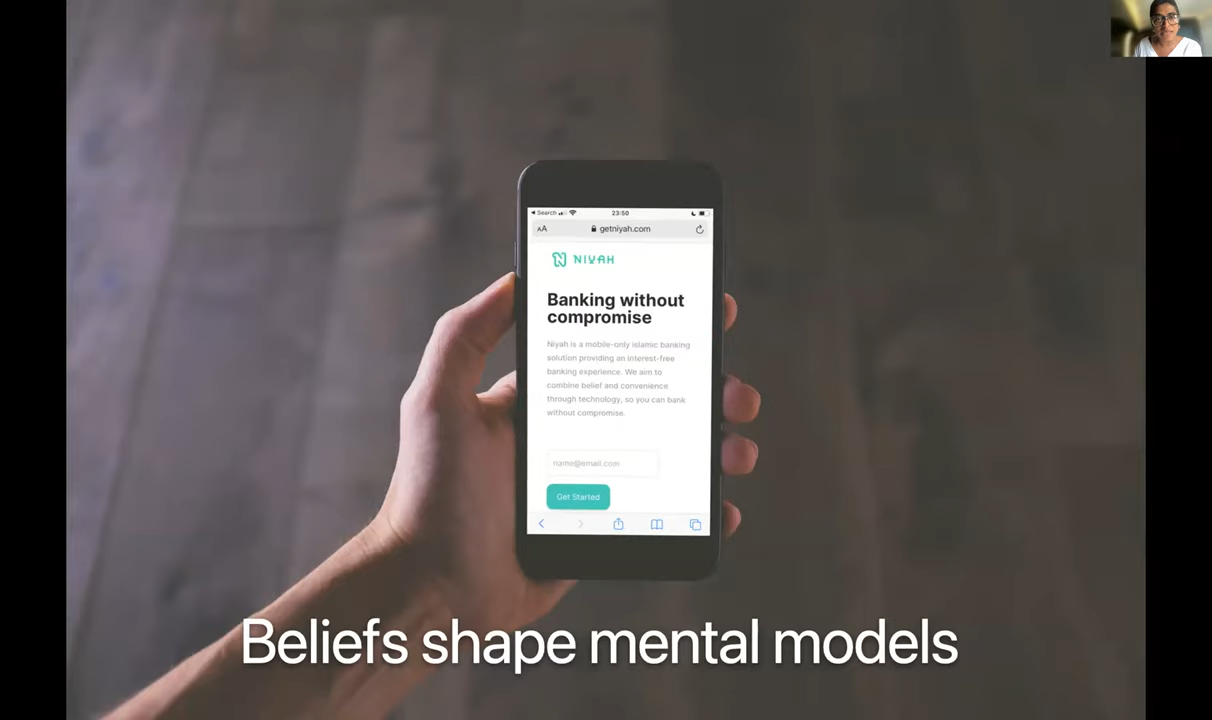 Search
23:50
AA
getniyah.com
NIYAH
Banking without
compromise
Niyah is a mobile-only islamic banking
solution providing an interest-free
banking experience. We aim to
combine belief and convenience
through technology, so you can bank
without compromise.
name@email.com
Get Started
Beliefs shape mental models